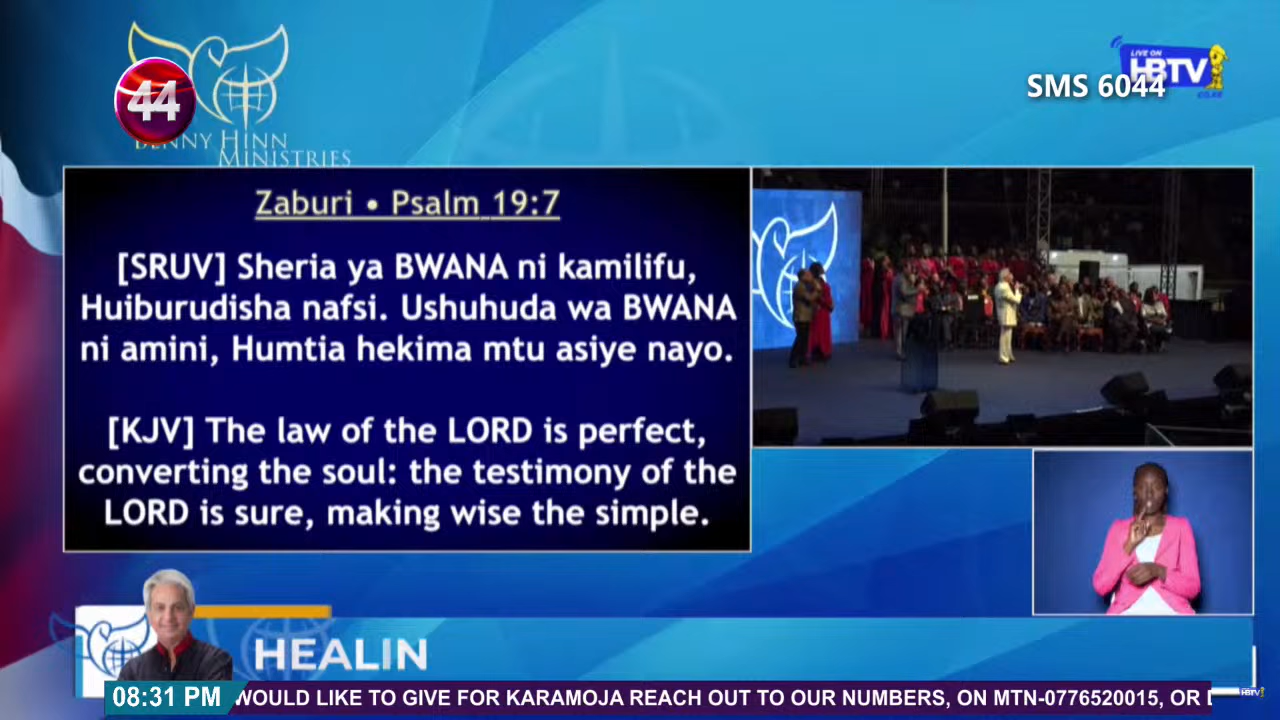 44
BENNY HINN
MINISTRIES
LIVE ON
HBTV
SMS 6044
Zaburi • Psalm 19:7
[SRUV] Sheria ya BWANA ni kamilifu,
Huiburudisha nafsi. Ushuhuda wa BWANA
ni amini, Humtia hekima mtu asiye nayo.
[KJV] The law of the LORD is perfect,
converting the soul: the testimony of the
LORD is sure, making wise the simple.
HEALIN
08:31 PM
WOULD LIKE TO GIVE FOR KARAMOJA REACH OUT TO OUR NUMBERS, ON MTN-0776520015, OR
HBTV